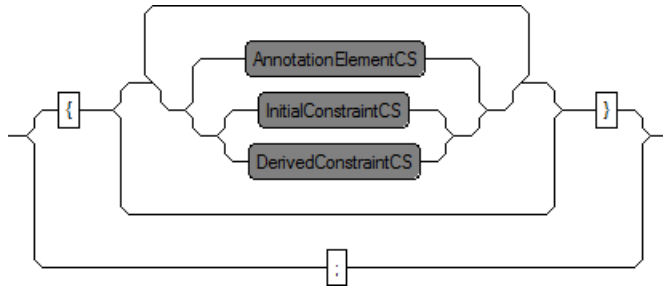 AnnotationElementCS
{
InitialConstraintCS
}
DerivedConstraintCS
;